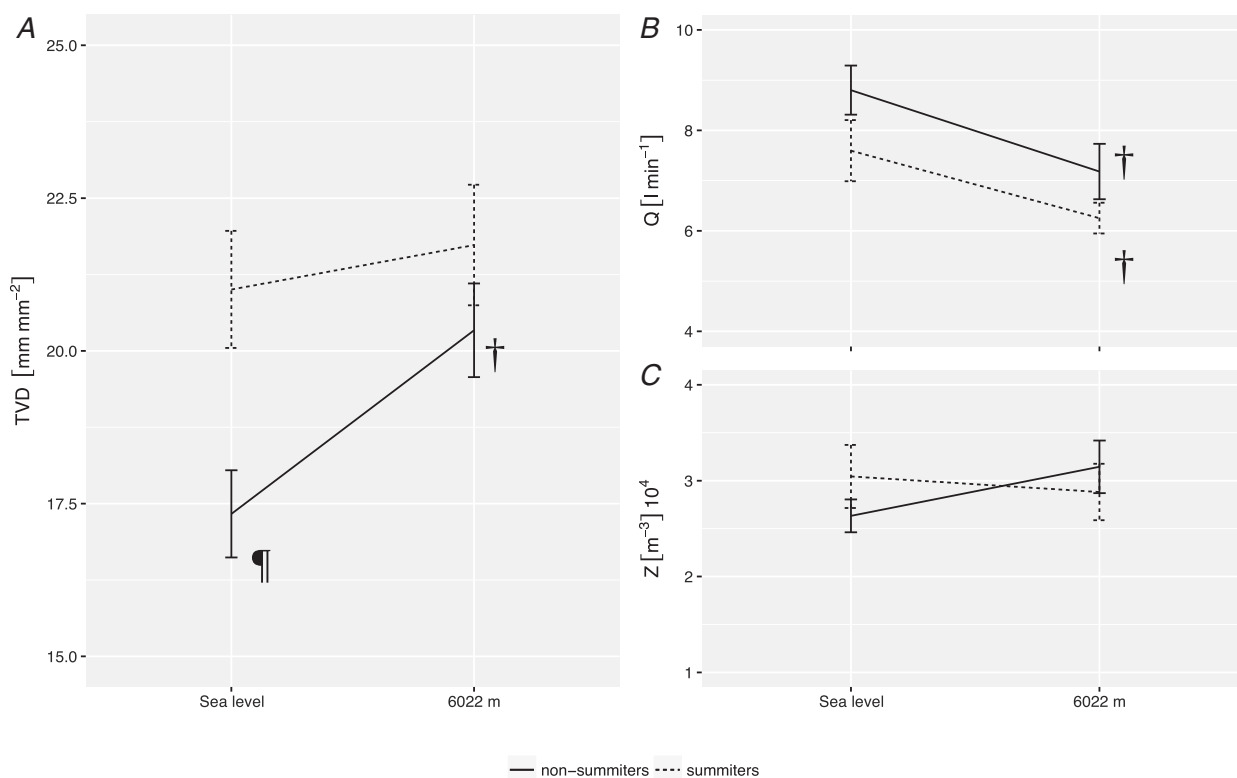 A
25.0
22.5
20.0
17.5
15.0
TVD [mm mm⁻²]
†
¶
Sea level
6022 m
B
10
8
6
4
Q [l min⁻¹]
†
†
C
4
3
2
1
Z [m⁻³] 10⁴
Sea level
6022 m
non−summiters summiters